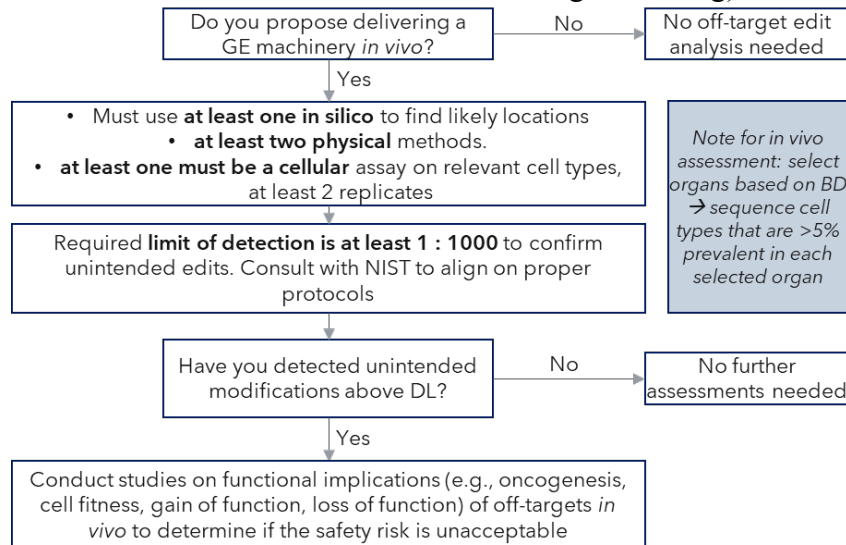 Do you propose delivering a
GE machinery in vivo?
No
No off-target edit
analysis needed
Yes
• Must use at least one in silico to find likely locations
• at least two physical methods.
• at least one must be a cellular assay on relevant cell types,
at least 2 replicates
Note for in vivo
assessment: select
organs based on BD
→ sequence cell
types that are >5%
prevalent in each
selected organ
Required limit of detection is at least 1 : 1000 to confirm
unintended edits. Consult with NIST to align on proper
protocols
Have you detected unintended
modifications above DL?
No
No further
assessments needed
Yes
Conduct studies on functional implications (e.g., oncogenesis,
cell fitness, gain of function, loss of function) of off-targets in
vivo to determine if the safety risk is unacceptable